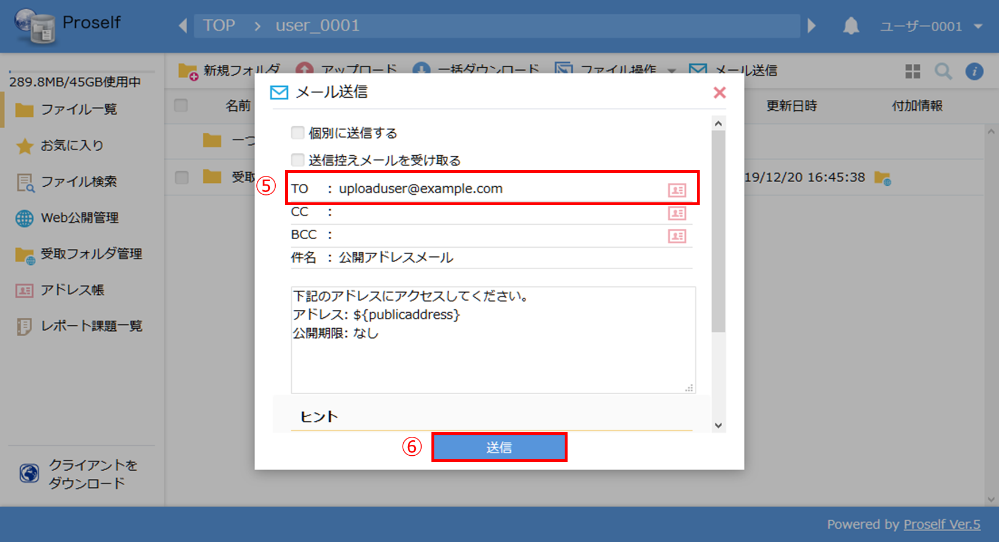 Proself
TOP > user_0001
ユーザー0001
289.8MB/45GB使用中
ファイル一覧
お気に入り
ファイル検索
Web公開管理
受取フォルダ管理
アドレス帳
レポート課題一覧
クライアントを
ダウンロード
新規フォルダ アップロード 一括ダウンロード ファイル操作 メール送信
名前 更新日時 付加情報
一つ
受取 19/12/20 16:45:38
メール送信
個別に送信する
送信控えメールを受け取る
⑤ TO : uploaduser@example.com
CC :
BCC :
件名 : 公開アドレスメール
下記のアドレスにアクセスしてください。
アドレス: ${publicaddress}
公開期限: なし
ヒント
⑥ 送信
Powered by Proself Ver.5